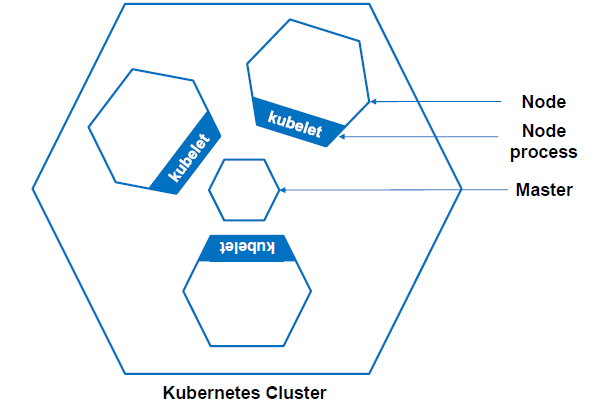 kubelet
Node
kubelet
Node
process
Master
kubelet
Kubernetes Cluster